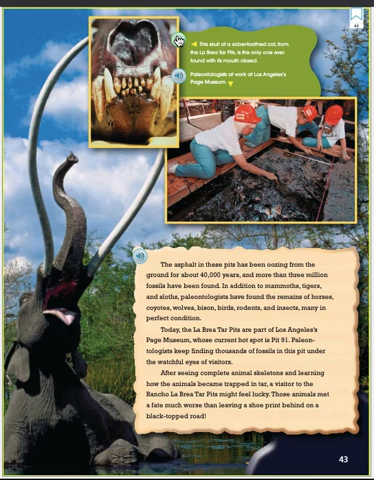 43
This skull of a saber-toothed cat, from
the La Brea Tar Pits, is the only one ever
found with its mouth closed.
Paleontologists at work at Los Angeles's
Page Museum.
The asphalt in these pits has been oozing from the
ground for about 40,000 years, and more than three million
fossils have been found. In addition to mammoths, tigers,
and sloths, paleontologists have found the remains of horses,
coyotes, wolves, bison, birds, rodents, and insects, many in
perfect condition.
Today, the La Brea Tar Pits are part of Los Angeles's
Page Museum, whose current hot spot is Pit 91. Paleon-
tologists keep finding thousands of fossils in this pit under
the watchful eyes of visitors.
After seeing complete animal skeletons and learning
how the animals became trapped in tar, a visitor to the
Rancho La Brea Tar Pits might feel lucky. Those animals met
a fate much worse than leaving a shoe print behind on a
black-topped road!
43